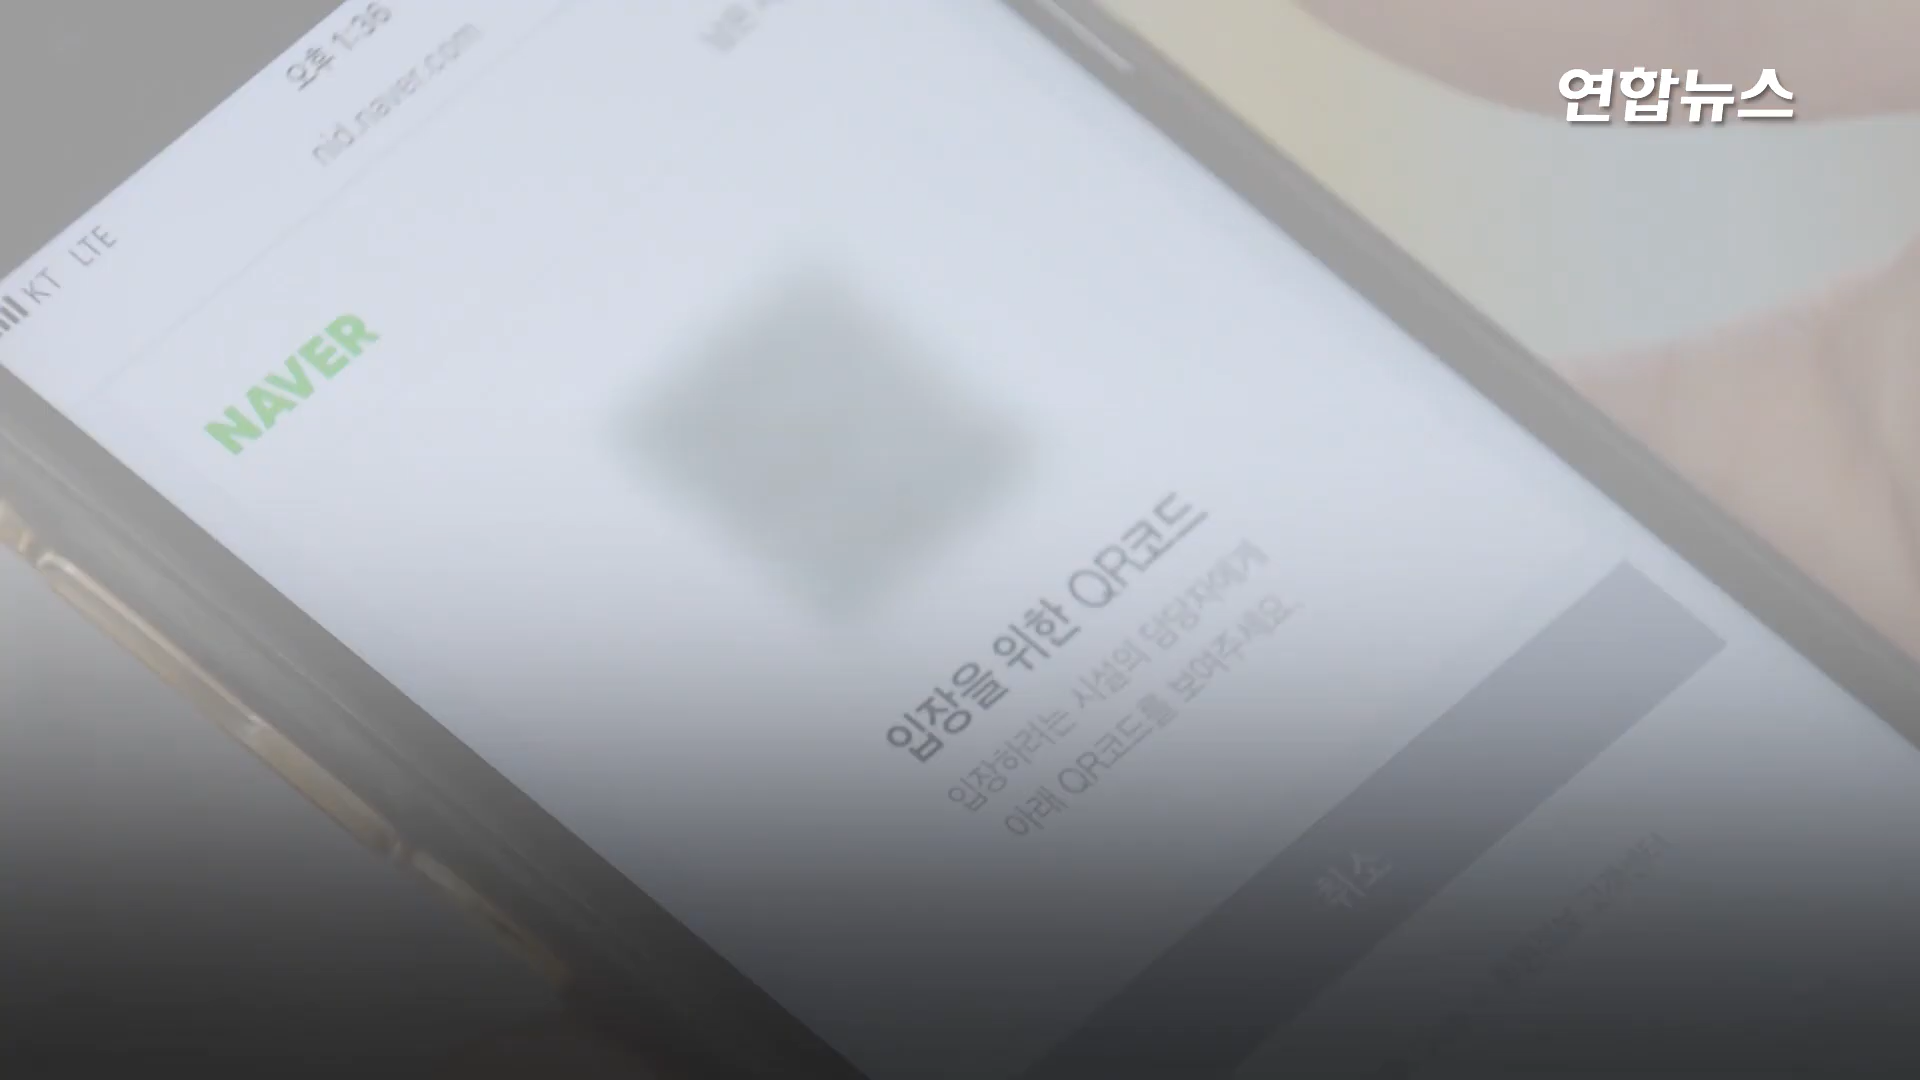 연합뉴스
KT LTE
오후 1:36
nid.naver.com
NAVER
입장을 위한 QR코드
입장하려는 시설의 담당자에게
아래 QR코드를 보여주세요.
취소